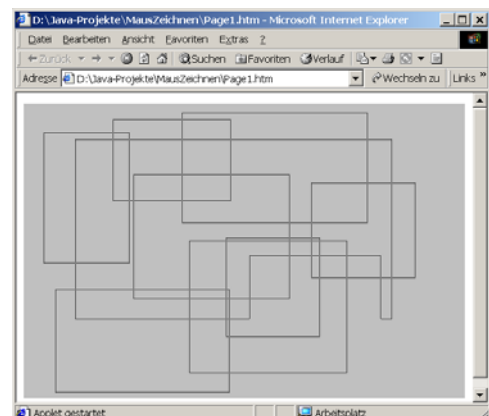 D:\Java-Projekte\MausZeichnen\Page1.htm - Microsoft Internet Explorer
Datei Bearbeiten Ansicht Favoriten Extras ?
Zurück Suchen Favoriten Verlauf
Adresse D:\Java-Projekte\MausZeichnen\Page1.htm Wechseln zu Links »
Applet gestartet Arbeitsplatz